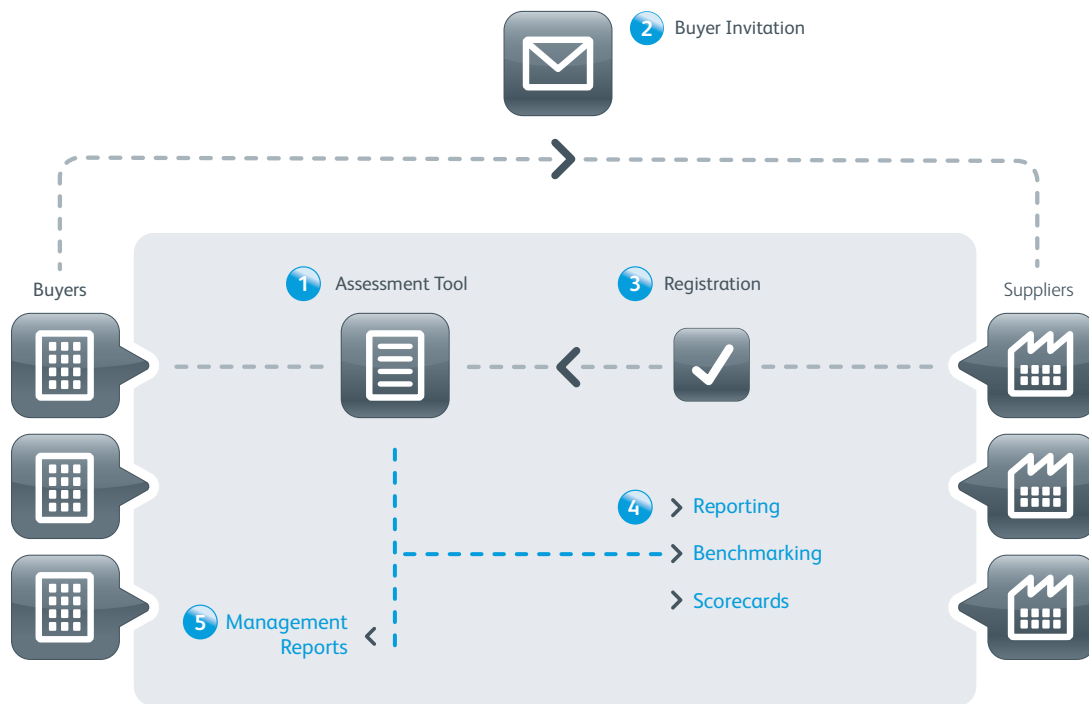 2 Buyer Invitation
Buyers
1 Assessment Tool
3 Registration
Suppliers
4 Reporting
Benchmarking
Scorecards
5 Management
Reports